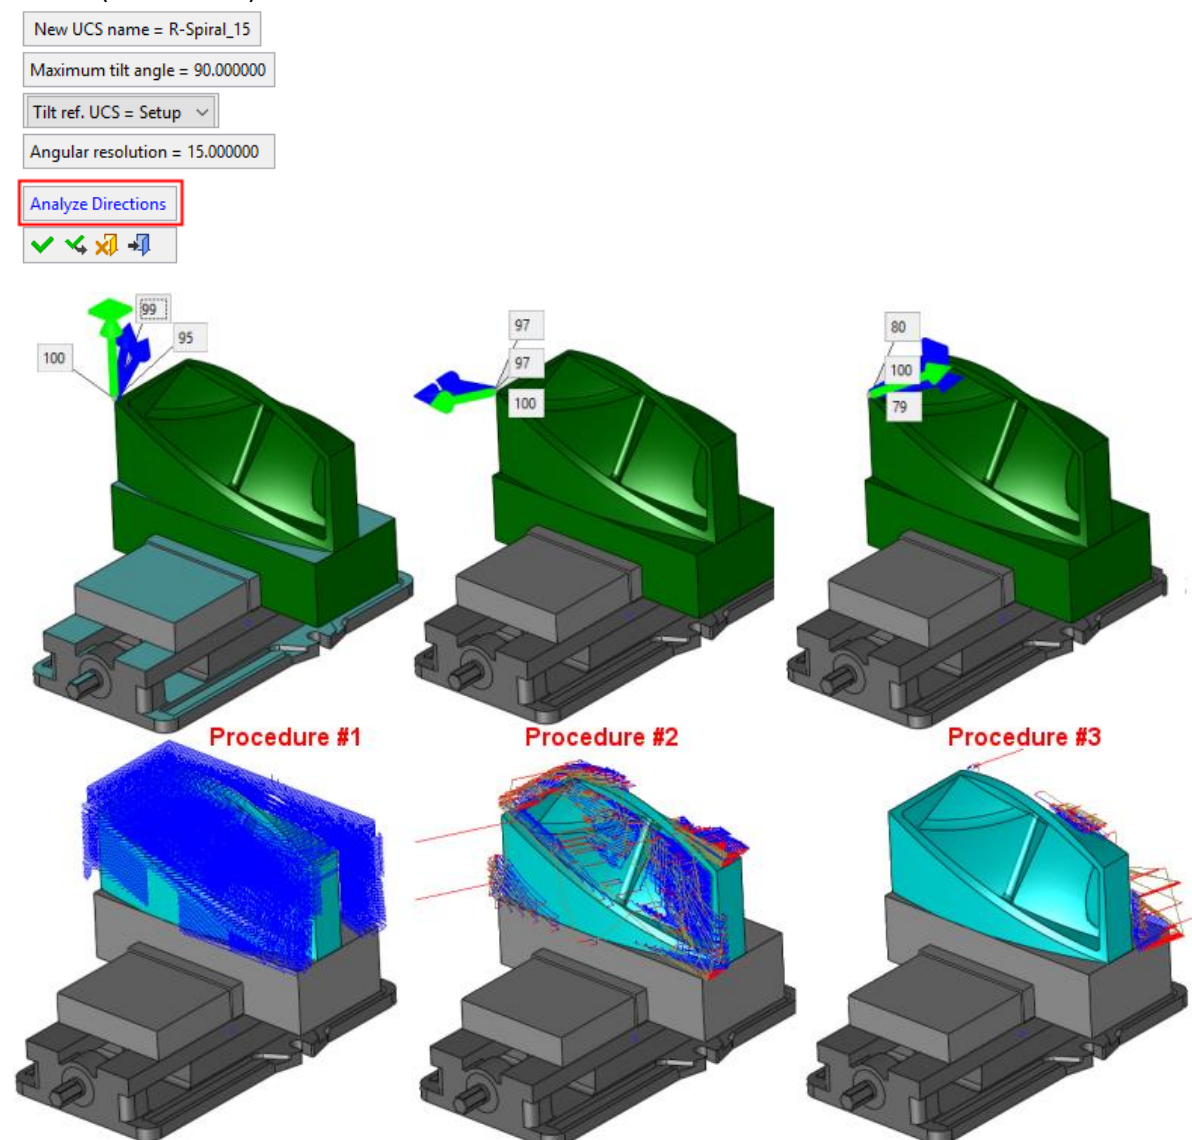 New UCS name = R-Spiral_15
Maximum tilt angle = 90.000000
Tilt ref. UCS = Setup
Angular resolution = 15.000000
Analyze Directions
99
95
100
97
97
100
80
100
79
Procedure #1
Procedure #2
Procedure #3